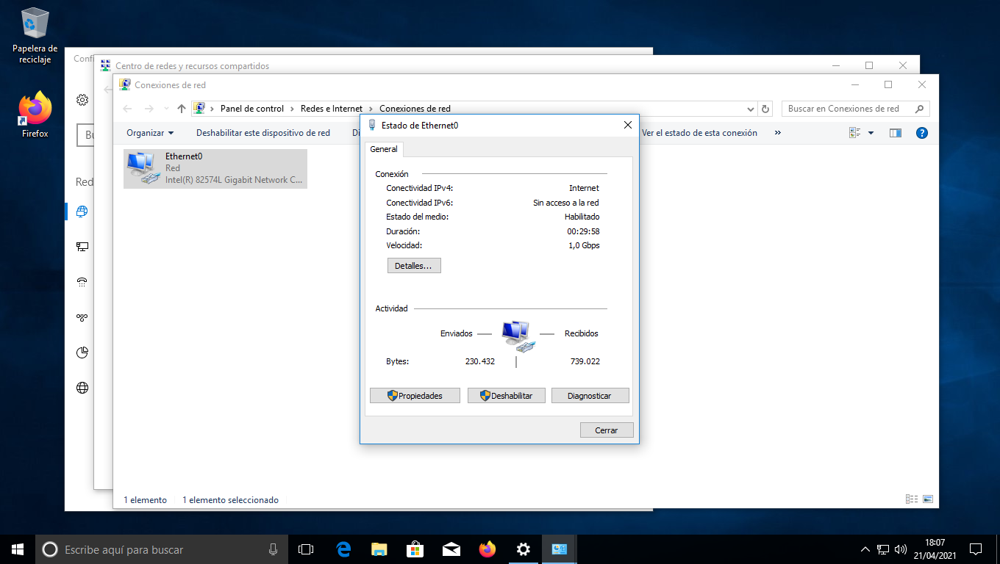 Papelera de
reciclaje
Firefox
Conf
Centro de redes y recursos compartidos
Conexiones de red
Panel de control
Redes e Internet
Conexiones de red
Buscar en Conexiones de red
Organizar
Deshabilitar este dispositivo de red
Di
Ver el estado de esta conexión
»
Bu
Red
Ethernet0
Red
Intel(R) 82574L Gigabit Network C...
Estado de Ethernet0
General
Conexión
Conectividad IPv4: Internet
Conectividad IPv6: Sin acceso a la red
Estado del medio: Habilitado
Duración: 00:29:58
Velocidad: 1,0 Gbps
Detalles...
Actividad
Enviados — — Recibidos
Bytes: 230.432 | 739.022
Propiedades
Deshabilitar
Diagnosticar
Cerrar
1 elemento
1 elemento seleccionado
Escribe aquí para buscar
18:07
21/04/2021